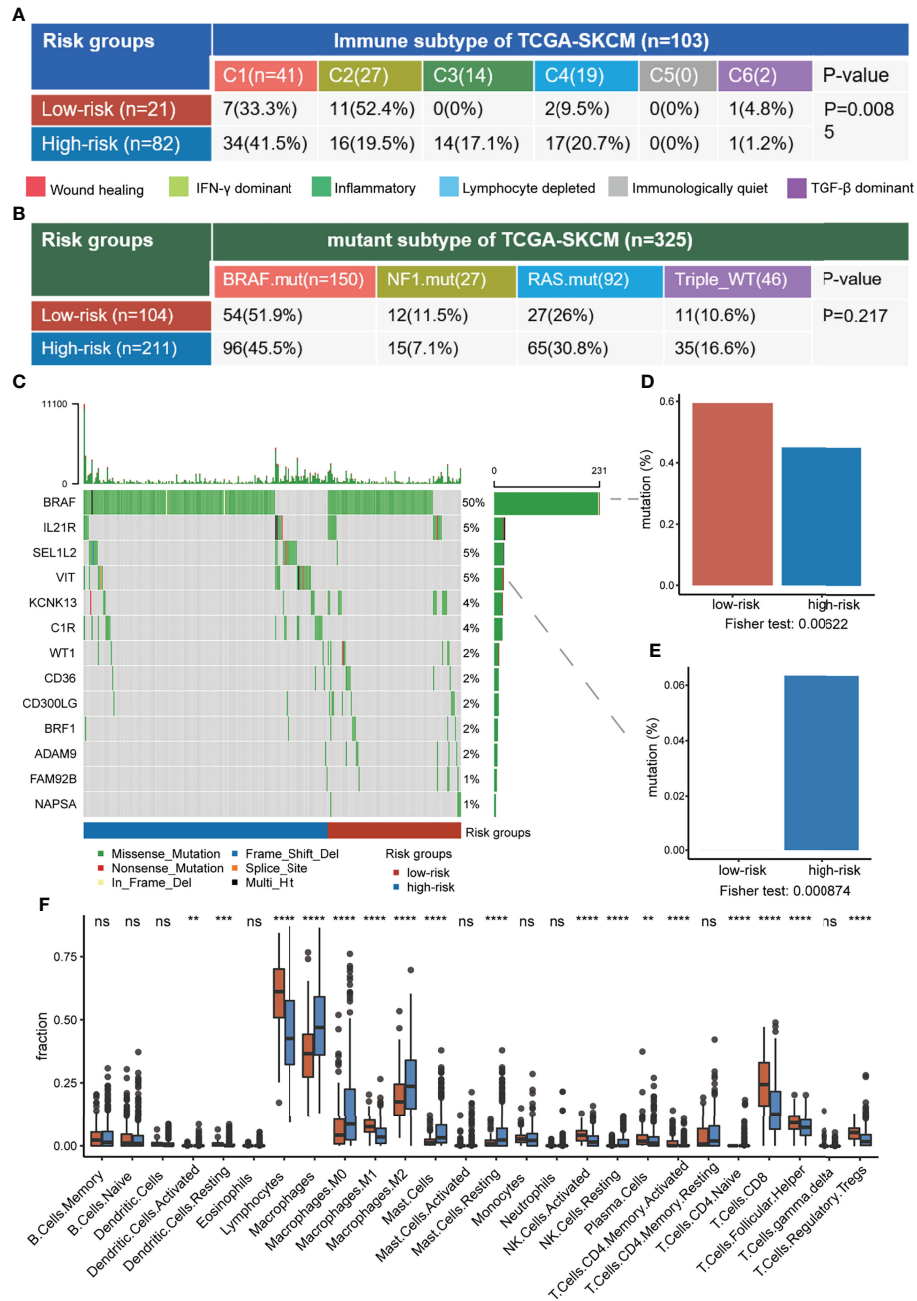 A
Risk groups
Immune subtype of TCGA-SKCM (n=103)
C1(n=41) C2(27) C3(14) C4(19) C5(0) C6(2) P-value
Low-risk (n=21) 7(33.3%) 11(52.4%) 0(0%) 2(9.5%) 0(0%) 1(4.8%) P=0.008
5
High-risk (n=82) 34(41.5%) 16(19.5%) 14(17.1%) 17(20.7%) 0(0%) 1(1.2%)
Wound healing IFN-γ dominant Inflammatory Lymphocyte depleted Immunologically quiet TGF-β dominant
B
Risk groups
mutant subtype of TCGA-SKCM (n=325)
BRAF.mut(n=150) NF1.mut(27) RAS.mut(92) Triple_WT(46) P-value
Low-risk (n=104) 54(51.9%) 12(11.5%) 27(26%) 11(10.6%) P=0.217
High-risk (n=211) 96(45.5%) 15(7.1%) 65(30.8%) 35(16.6%)
C
11100
0
0 231
BRAF 50%
IL21R 5%
SEL1L2 5%
VIT 5%
KCNK13 4%
C1R 4%
WT1 2%
CD36 2%
CD300LG 2%
BRF1 2%
ADAM9 2%
FAM92B 1%
NAPSA 1%
Risk groups
Missense_Mutation Frame_Shift_Del
Nonsense_Mutation Splice_Site
In_Frame_Del Multi_Ht
Risk groups
low-risk
high-risk
D
mutation (%)
0.6
0.4
0.2
0.0
low-risk high-risk
Fisher test: 0.00622
E
mutation (%)
0.06
0.04
0.02
0.00
low-risk high-risk
Fisher test: 0.000874
F
ns ns ns ** *** ns **** **** **** **** **** **** ns **** ns ns **** **** ** **** ns **** **** **** ns ****
fraction
0.75
0.50
0.25
0.00
B.Cells.Memory
B.Cells.Naive
Dendritic.Cells
Dendritic.Cells.Activated
Dendritic.Cells.Resting
Eosinophils
Lymphocytes
Macrophages
Macrophages.M0
Macrophages.M1
Macrophages.M2
Mast.Cells
Mast.Cells.Activated
Mast.Cells.Resting
Monocytes
Neutrophils
NK.Cells.Activated
NK.Cells.Resting
Plasma.Cells
T.Cells.CD4.Memory.Activated
T.Cells.CD4.Memory.Resting
T.Cells.CD4.Naive
T.Cells.CD8
T.Cells.Follicular.Helper
T.Cells.gamma.delta
T.Cells.Regulatory.Tregs